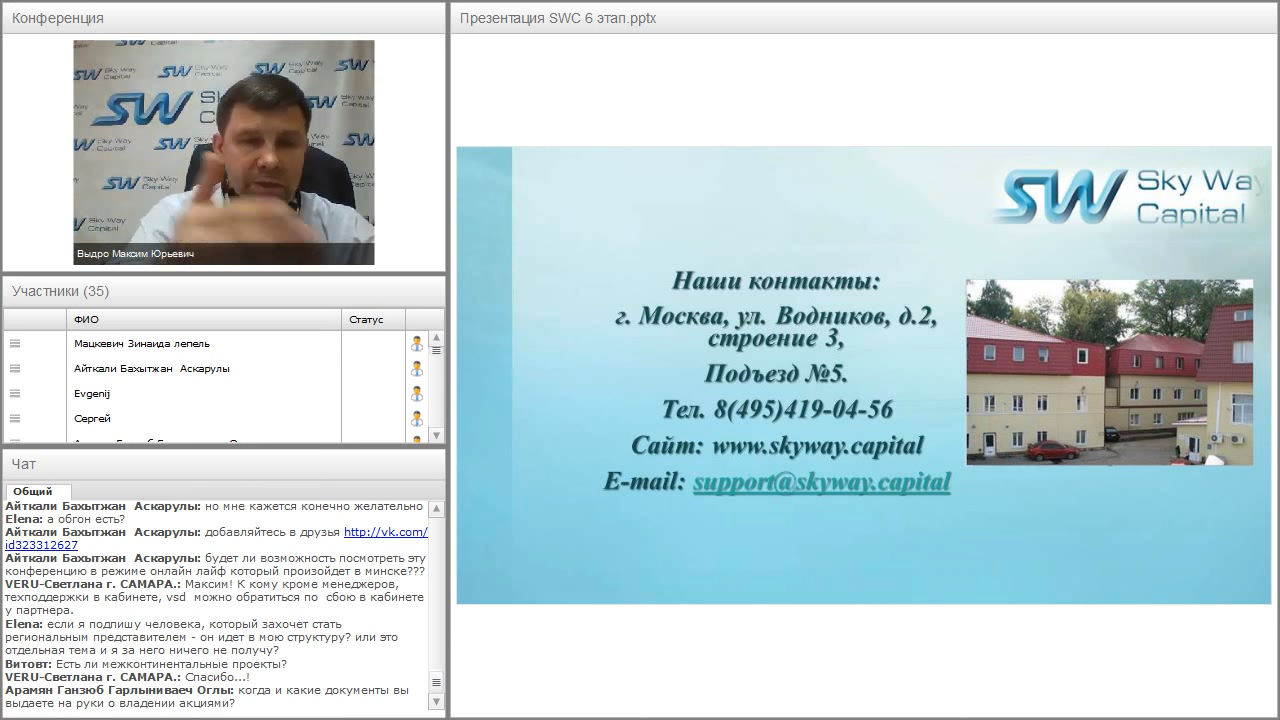 Конференция
SW
Sky Way
Capital
Выдро Максим Юрьевич
Участники (35)
ФИО
Статус
Мацкевич Зинаида лепель
Айткали Бахытжан Аскарулы
Evgenij
Сергей
Чат
Общий
Айткали Бахытжан Аскарулы: но мне кажется конечно желательно
Elena: а обгон есть?
Айткали Бахытжан Аскарулы: добавляйтесь в друзья http://vk.com/
id323312627
Айткали Бахытжан Аскарулы: будет ли возможность посмотреть эту
конференцию в режиме онлайн лайф который произойдет в минске???
VERU-Светлана г. САМАРА.: Максим! К кому кроме менеджеров,
техподдержки в кабинете, vsd можно обратиться по сбою в кабинете
у партнера.
Elena: если я подпишу человека, который захочет стать
региональным представителем - он идет в мою структуру? или это
отдельная тема и я за него ничего не получу?
Витовт: Есть ли межконтинентальные проекты?
VERU-Светлана г. САМАРА.: Спасибо...!
Арамян Ганзюб Гарлыниваеч Оглы: когда и какие документы вы
выдаете на руки о владений акциями?
Презентация SWC 6 этап.pptx
SW Sky Way
Capital
Наши контакты:
г. Москва, ул. Водников, д.2,
строение 3,
Подъезд №5.
Тел. 8(495)419-04-56
Сайт: www.skyway.capital
E-mail: support@skyway.capital